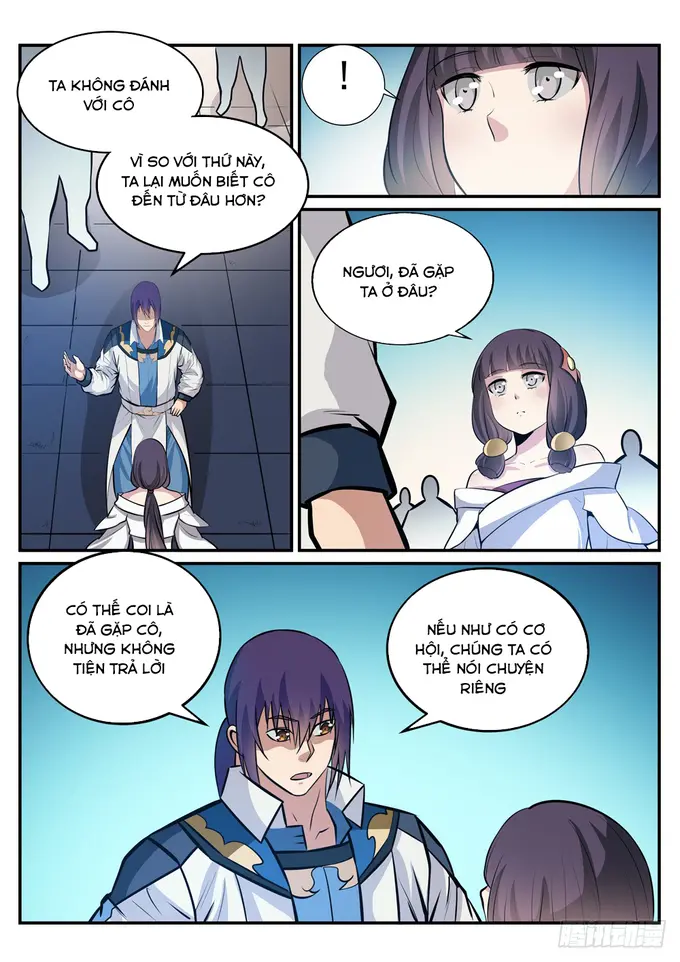 TA KHÔNG ĐÁNH
VỚI CÔ
VÌ SO VỚI THỨ NÀY,
TA LẠI MUỐN BIẾT CÔ
ĐẾN TỪ ĐÂU HƠN?
!
NGƯƠI, ĐÃ GẶP
TA Ở ĐÂU?
CÓ THỂ COI LÀ
ĐÃ GẶP CÔ,
NHƯNG KHÔNG
TIỆN TRẢ LỜI
NẾU NHƯ CÓ CƠ
HỘI, CHÚNG TA CÓ
THỂ NÓI CHUYỆN
RIÊNG